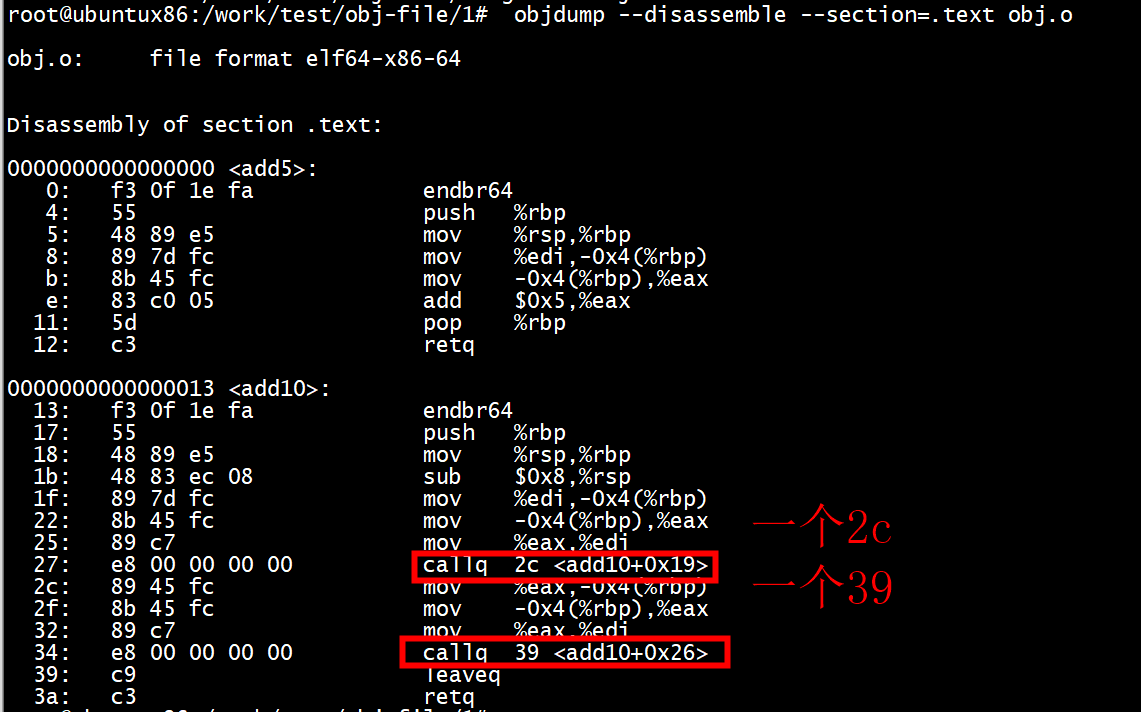 root@ubuntux86:/work/test/obj-file/1#  objdump --disassemble --section=.text obj.o
obj.o:     file format elf64-x86-64
Disassembly of section .text:
0000000000000000 <add5>:
   0:   f3 0f 1e fa             endbr64
   4:   55                      push   %rbp
   5:   48 89 e5                mov    %rsp,%rbp
   8:   89 7d fc                mov    %edi,-0x4(%rbp)
   b:   8b 45 fc                mov    -0x4(%rbp),%eax
   e:   83 c0 05                add    $0x5,%eax
  11:   5d                      pop    %rbp
  12:   c3                      retq
0000000000000013 <add10>:
  13:   f3 0f 1e fa             endbr64
  17:   55                      push   %rbp
  18:   48 89 e5                mov    %rsp,%rbp
  1b:   48 83 ec 08             sub    $0x8,%rsp
  1f:   89 7d fc                mov    %edi,-0x4(%rbp)
  22:   8b 45 fc                mov    -0x4(%rbp),%eax
  25:   89 c7                   mov    %eax,%edi
  27:   e8 00 00 00 00          callq  2c <add10+0x19>
  2c:   89 45 fc                mov    %eax,-0x4(%rbp)
  2f:   8b 45 fc                mov    -0x4(%rbp),%eax
  32:   89 c7                   mov    %eax,%edi
  34:   e8 00 00 00 00          callq  39 <add10+0x26>
  39:   c9                      leaveq
  3a:   c3                      retq
一个2c
一个39